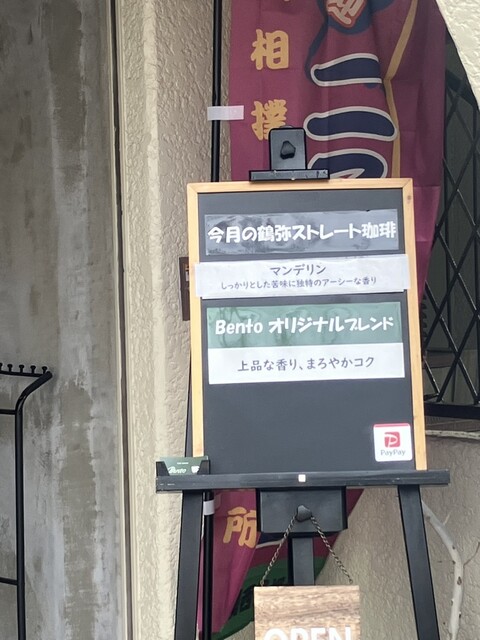 相撲
今月の鶴弥ストレート珈琲
マンデリン
しっかりとした苦味に独特のアーシーな香り
Bento オリジナルブレンド
上品な香り、まろやかコク
PayPay
Bento
所
OPEN